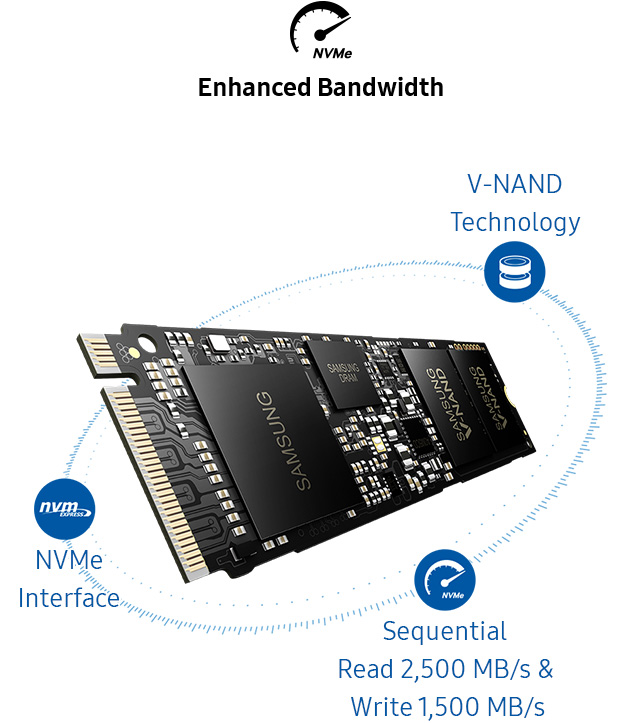 NVMe
Enhanced Bandwidth
V-NAND
Technology
SAMSUNG
SAMSUNG
DRAM
SAMSUNG
V-NAND
SAMSUNG
V-NAND
nvm
EXPRESS
NVMe
Interface
NVMe
Sequential
Read 2,500 MB/s &
Write 1,500 MB/s